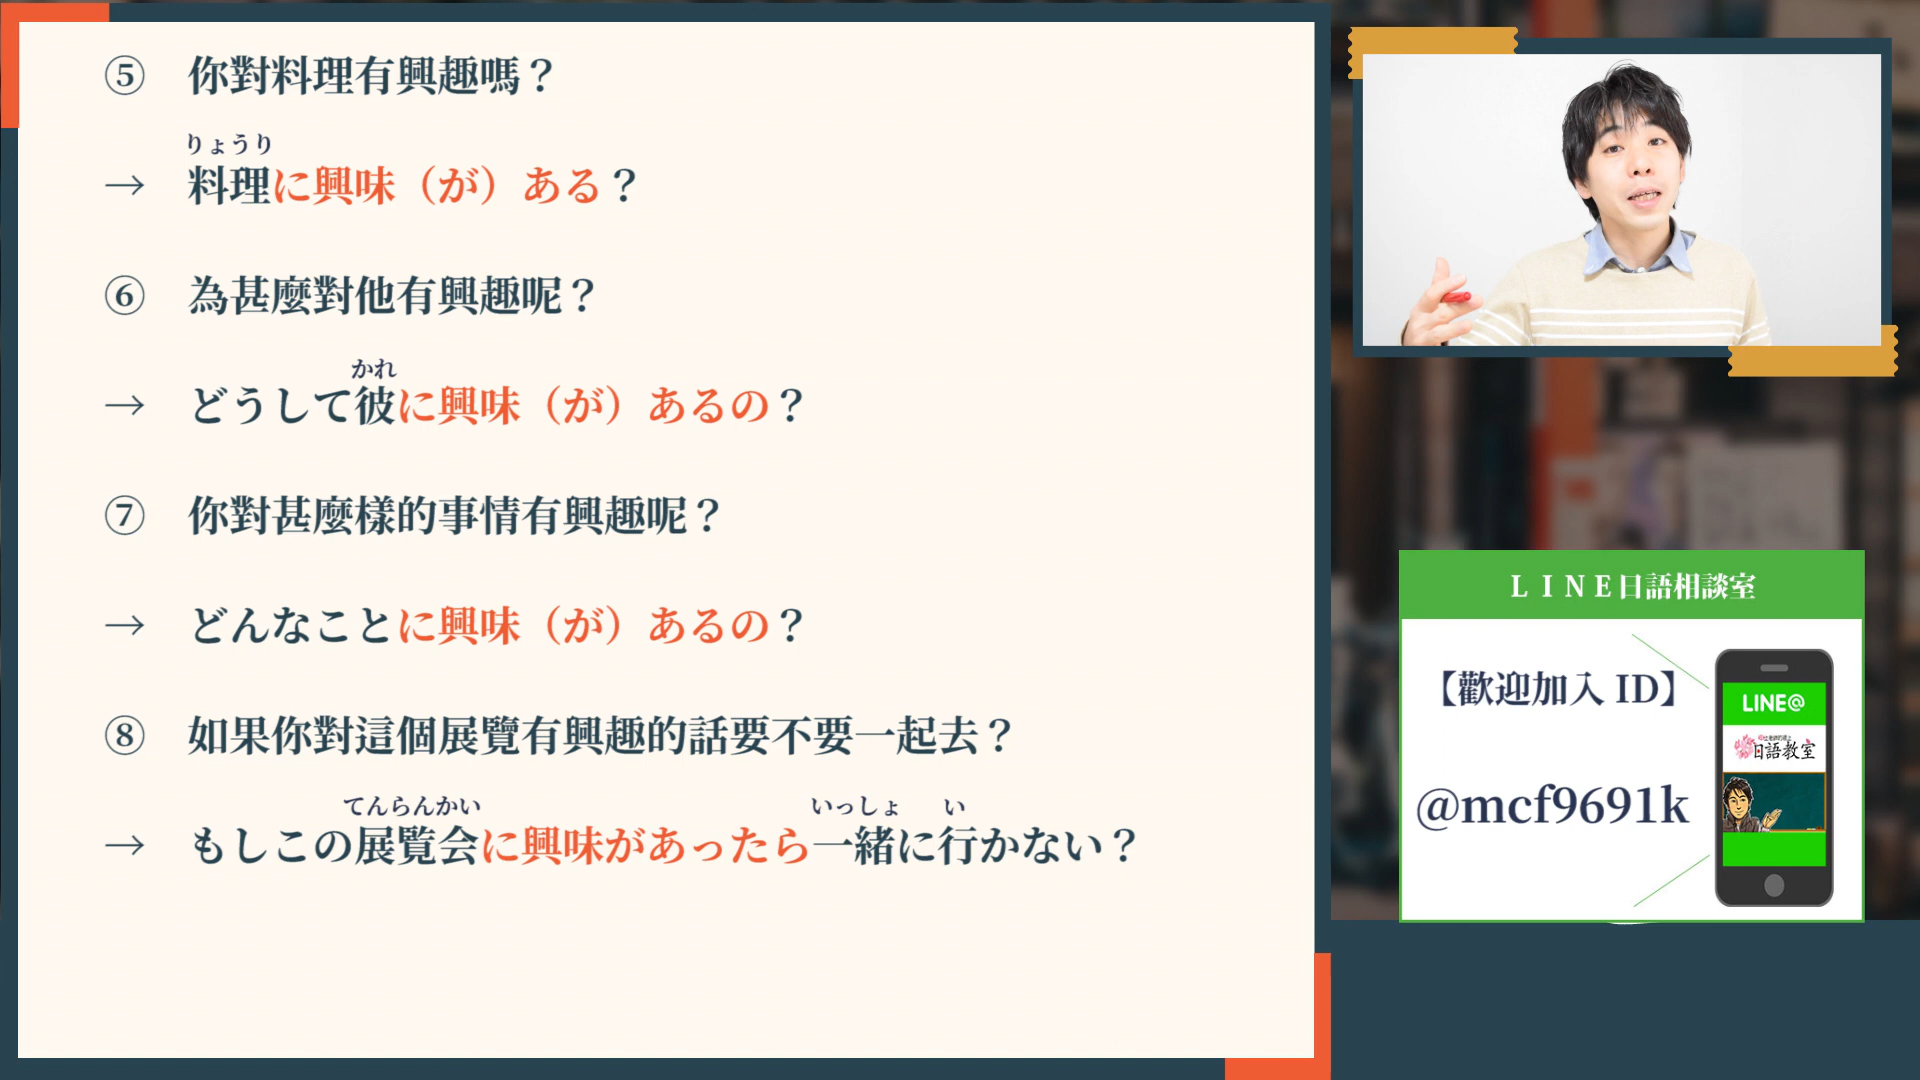 ⑤ 你對料理有興趣嗎？
りょうり
→ 料理に興味（が）ある？
⑥ 為甚麼對他有興趣呢？
かれ
→ どうして彼に興味（が）あるの？
⑦ 你對甚麼樣的事情有興趣呢？
→ どんなことに興味（が）あるの？
⑧ 如果你對這個展覽有興趣的話要不要一起去？
てんらんかい いっしょ い
→ もしこの展覧会に興味があったら一緒に行かない？
ＬＩＮＥ日語相談室
【歡迎加入 ID】
@mcf9691k
LINE@
日語教室